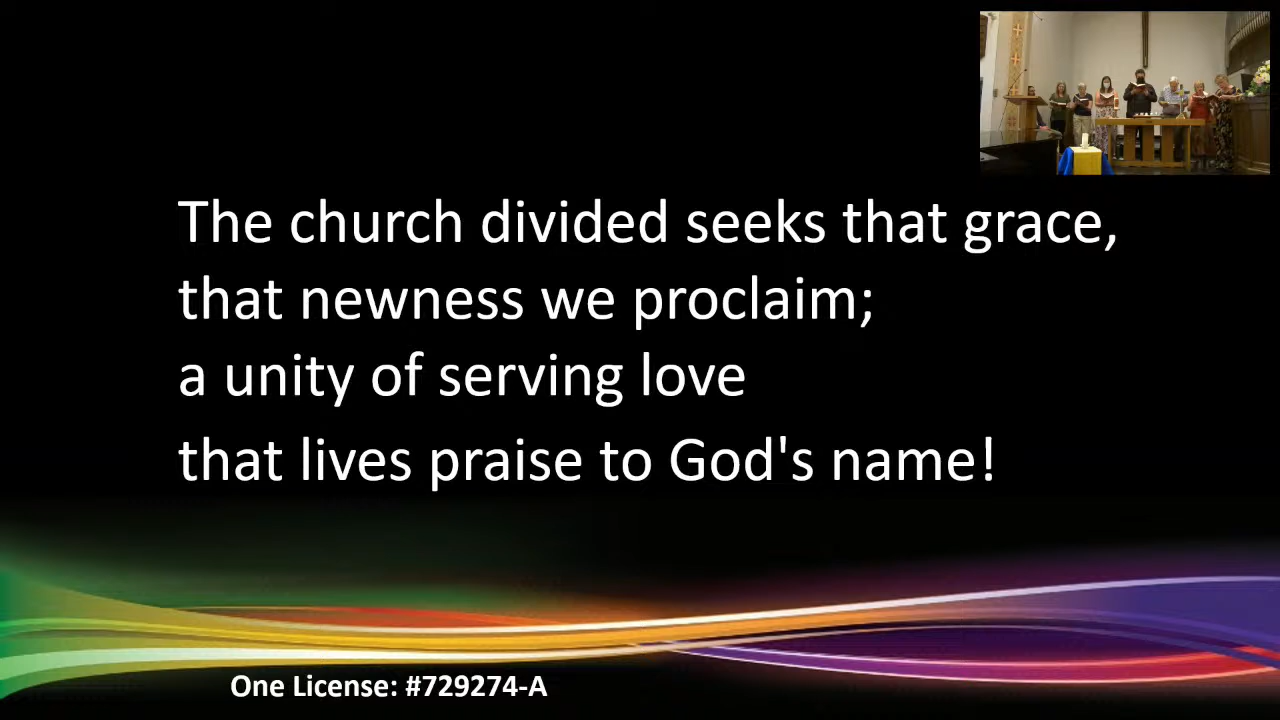 The church divided seeks that grace,
that newness we proclaim;
a unity of serving love
that lives praise to God's name!
One License: #729274-A